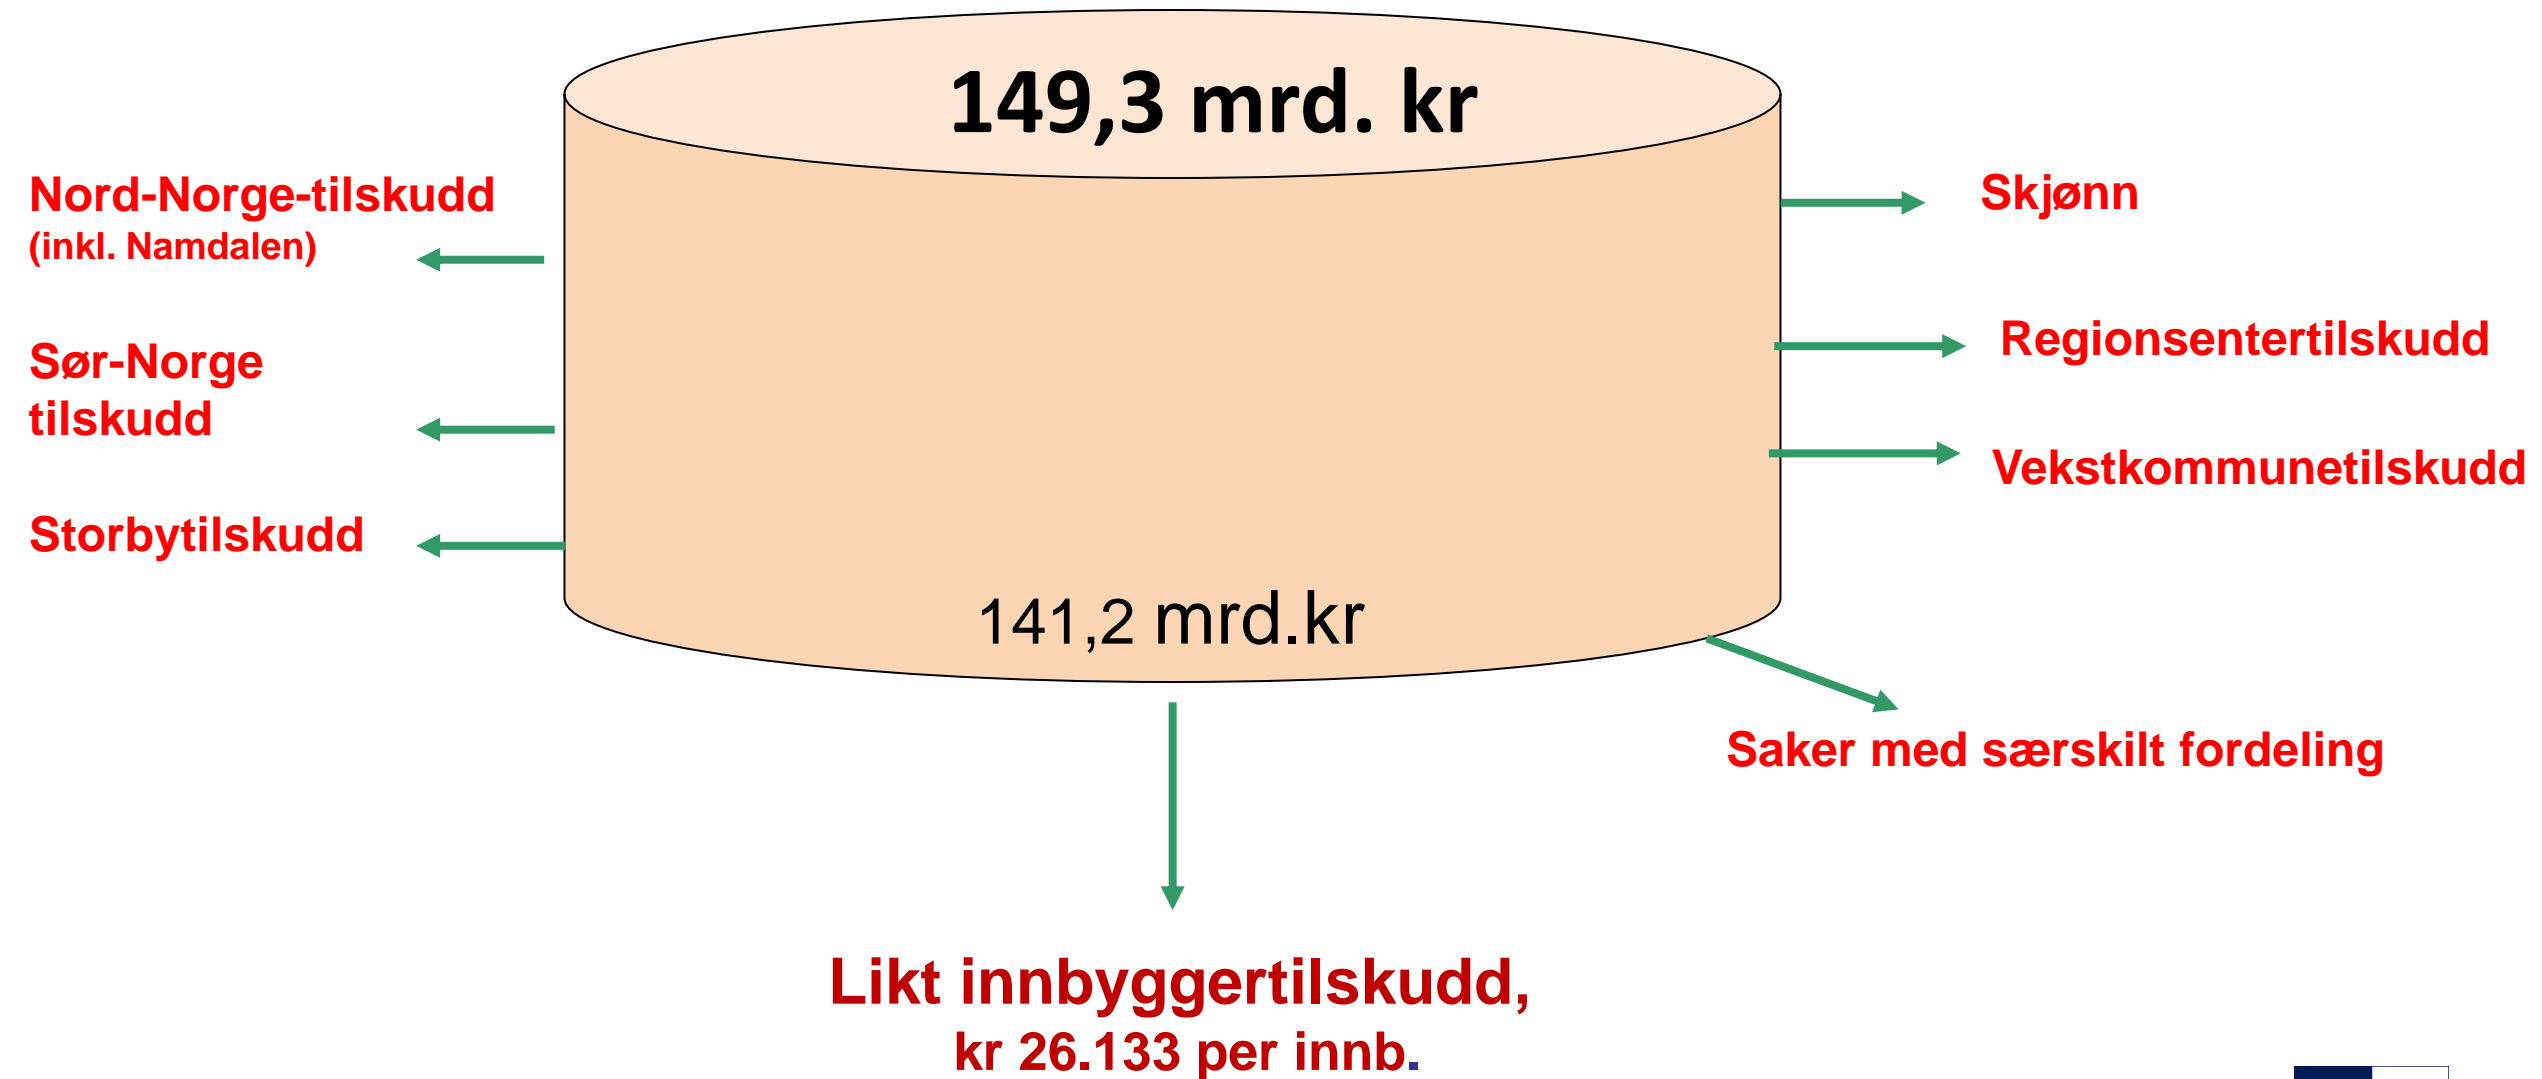 149,3 mrd. kr
Nord-Norge-tilskudd
(inkl. Namdalen)
Sør-Norge
tilskudd
Storbytilskudd
Skjønn
Regionsentertilskudd
Vekstkommunetilskudd
141,2 mrd.kr
Saker med særskilt fordeling
Likt innbyggertilskudd,
kr 26.133 per innb.